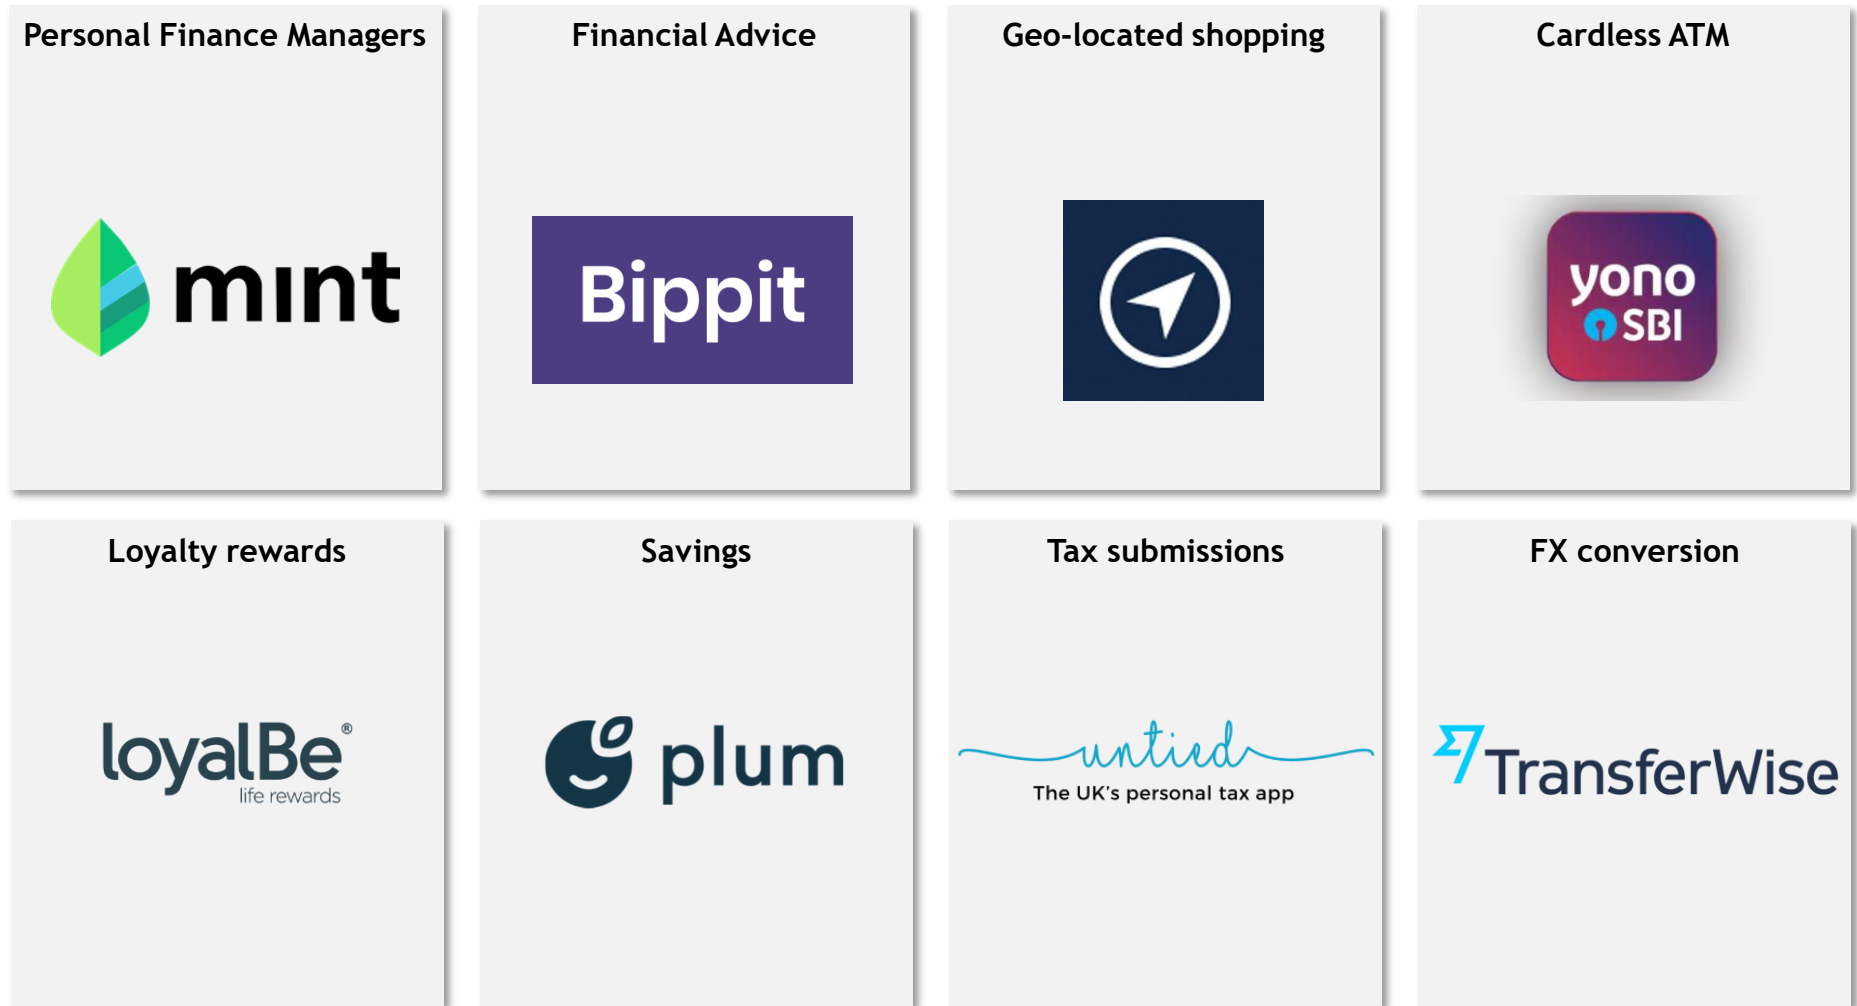 Personal Finance Managers
Financial Advice
Geo-located shopping
Cardless ATM
mint
Bippit
yono
SBI
Loyalty rewards
Savings
Tax submissions
FX conversion
loyalBe®
life rewards
plum
untied
The UK's personal tax app
TransferWise